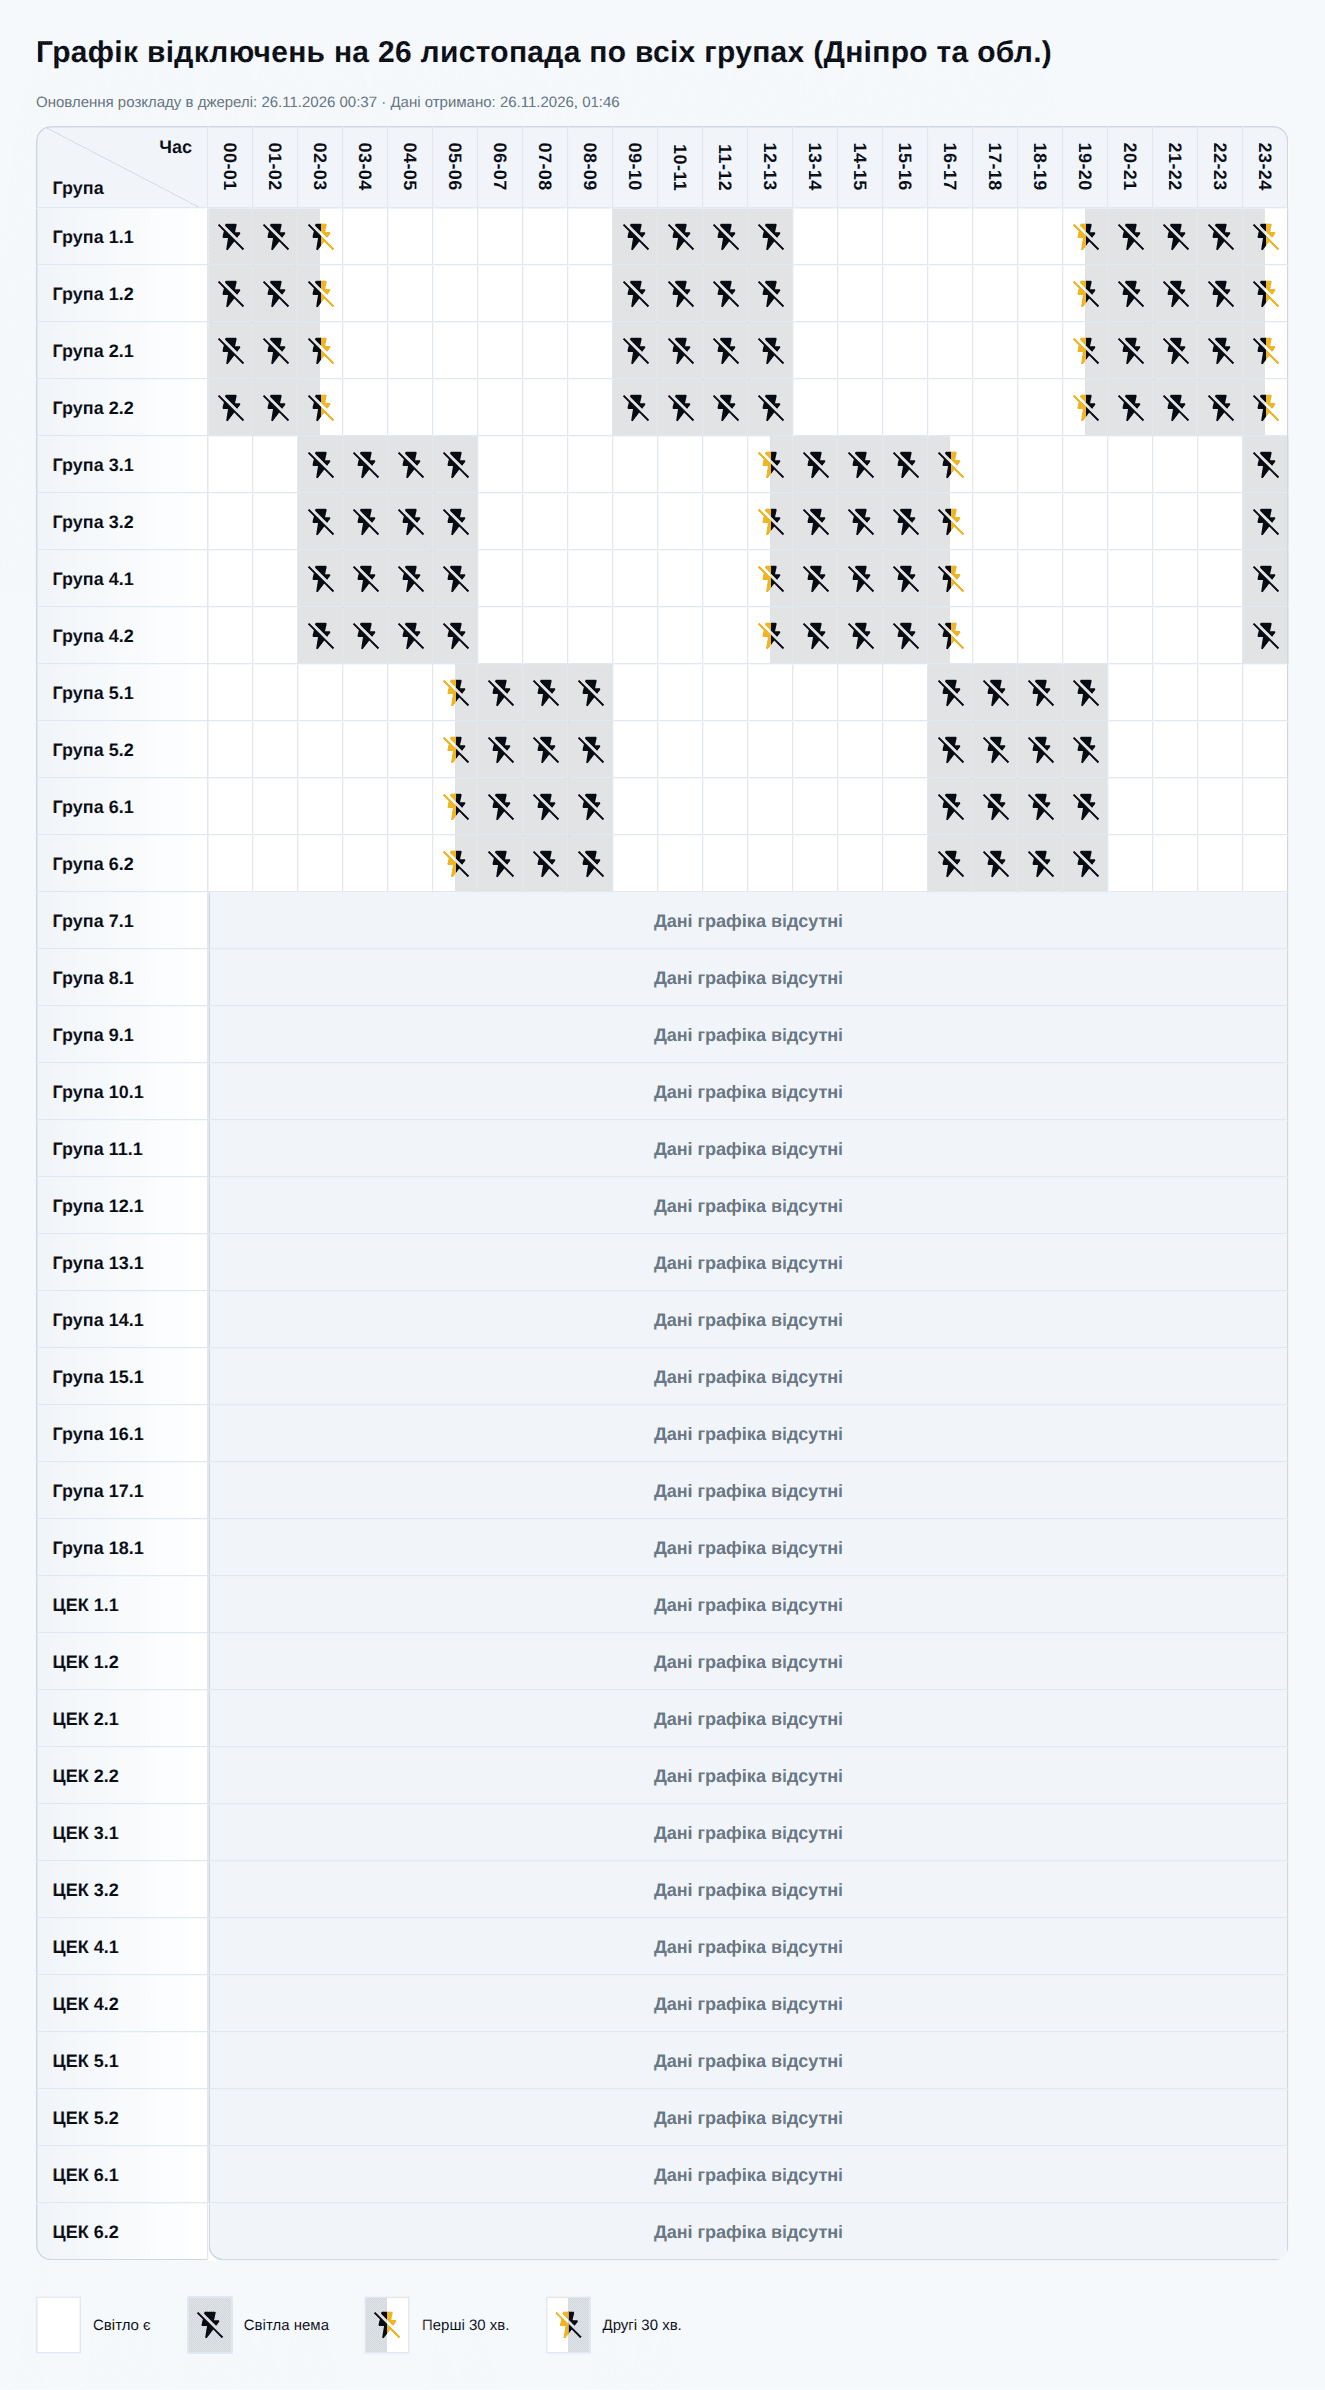 Графік відключень на 26 листопада по всіх групах (Дніпро та обл.)
Оновлення розкладу в джерелі: 26.11.2026 00:37 · Дані отримано: 26.11.2026, 01:46
Час
Група
00-01 01-02 02-03 03-04 04-05 05-06 06-07 07-08 08-09 09-10 10-11 11-12 12-13 13-14 14-15 15-16 16-17 17-18 18-19 19-20 20-21 21-22 22-23 23-24
Група 1.1
Група 1.2
Група 2.1
Група 2.2
Група 3.1
Група 3.2
Група 4.1
Група 4.2
Група 5.1
Група 5.2
Група 6.1
Група 6.2
Група 7.1 Дані графіка відсутні
Група 8.1 Дані графіка відсутні
Група 9.1 Дані графіка відсутні
Група 10.1 Дані графіка відсутні
Група 11.1 Дані графіка відсутні
Група 12.1 Дані графіка відсутні
Група 13.1 Дані графіка відсутні
Група 14.1 Дані графіка відсутні
Група 15.1 Дані графіка відсутні
Група 16.1 Дані графіка відсутні
Група 17.1 Дані графіка відсутні
Група 18.1 Дані графіка відсутні
ЦЕК 1.1 Дані графіка відсутні
ЦЕК 1.2 Дані графіка відсутні
ЦЕК 2.1 Дані графіка відсутні
ЦЕК 2.2 Дані графіка відсутні
ЦЕК 3.1 Дані графіка відсутні
ЦЕК 3.2 Дані графіка відсутні
ЦЕК 4.1 Дані графіка відсутні
ЦЕК 4.2 Дані графіка відсутні
ЦЕК 5.1 Дані графіка відсутні
ЦЕК 5.2 Дані графіка відсутні
ЦЕК 6.1 Дані графіка відсутні
ЦЕК 6.2 Дані графіка відсутні
Світло є Світла нема Перші 30 хв. Другі 30 хв.